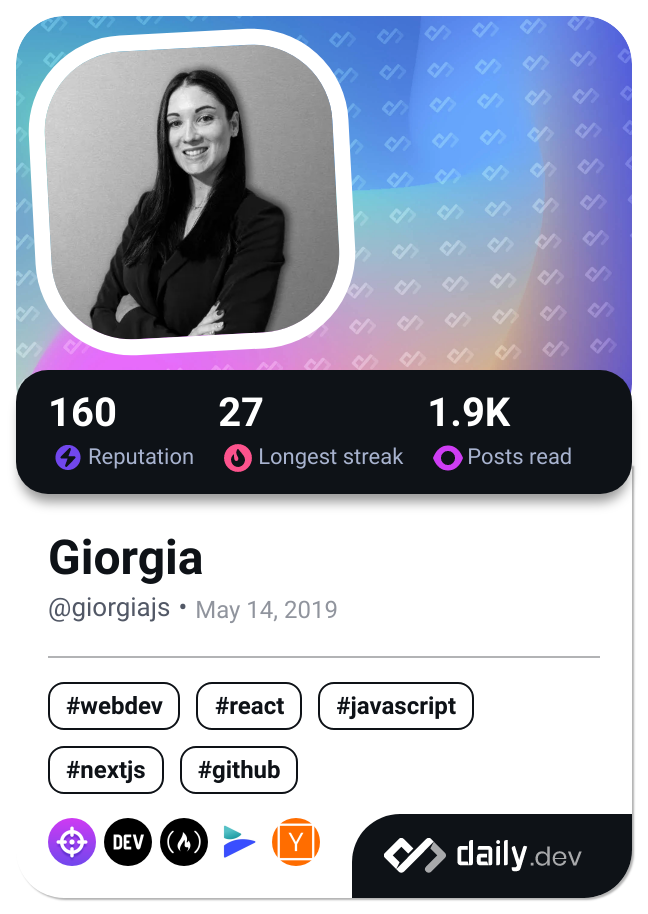 160 27 1.9K
Reputation Longest streak Posts read
Giorgia
@giorgiajs • May 14, 2019
#webdev #react #javascript
#nextjs #github
DEV Y
daily.dev